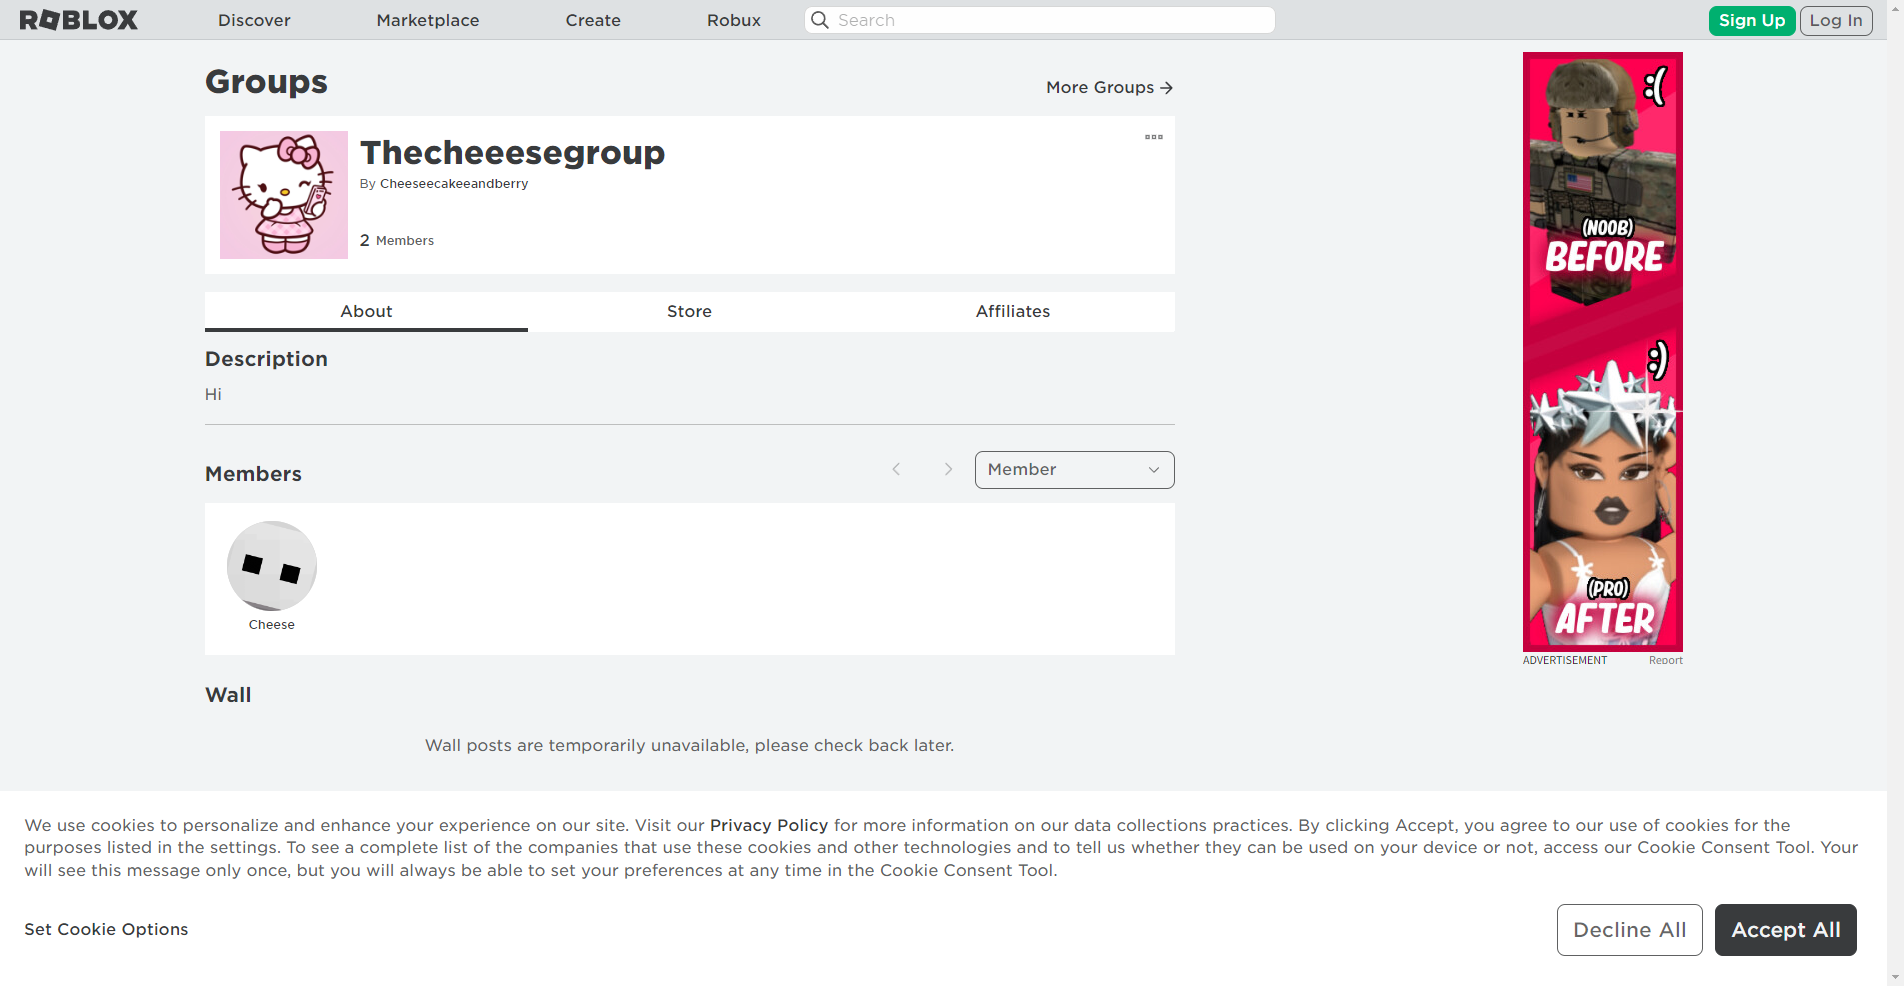 ROBLOX Discover Marketplace Create Robux Search Sign Up Log In
Groups
More Groups
Thecheeesegroup
By Cheeseecakeeandberry
2 Members
About Store Affiliates
Description
Hi
Members
Member
Cheese
Wall
Wall posts are temporarily unavailable, please check back later.
:(
(NOOB)
BEFORE
:)
(PRO)
AFTER
ADVERTISEMENT Report
We use cookies to personalize and enhance your experience on our site. Visit our Privacy Policy for more information on our data collections practices. By clicking Accept, you agree to our use of cookies for the
purposes listed in the settings. To see a complete list of the companies that use these cookies and other technologies and to tell us whether they can be used on your device or not, access our Cookie Consent Tool. Your
will see this message only once, but you will always be able to set your preferences at any time in the Cookie Consent Tool.
Set Cookie Options
Decline All
Accept All